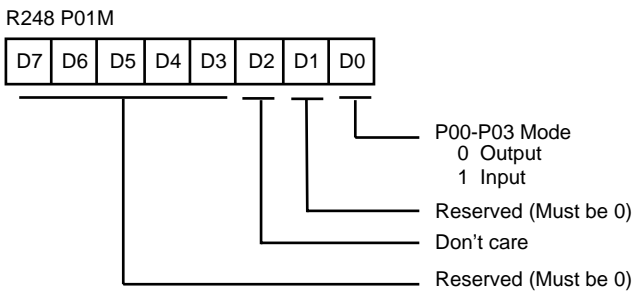 R248 P01M
D7 D6 D5 D4 D3 D2 D1 D0
P00-P03 Mode
0 Output
1 Input
Reserved (Must be 0)
Don't care
Reserved (Must be 0)